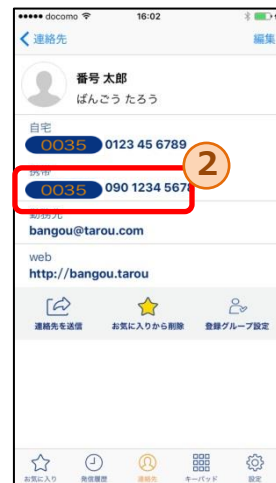 docomo 16:02
連絡先 編集
番号 太郎
ばんごう たろう
自宅
0035 0123 45 6789
携帯
0035 090 1234 5678
2
勤務先
bangou@tarou.com
web
http://bangou.tarou
連絡先を送信 お気に入りから削除 登録グループ設定
お気に入り 発信履歴 連絡先 キーパッド 設定